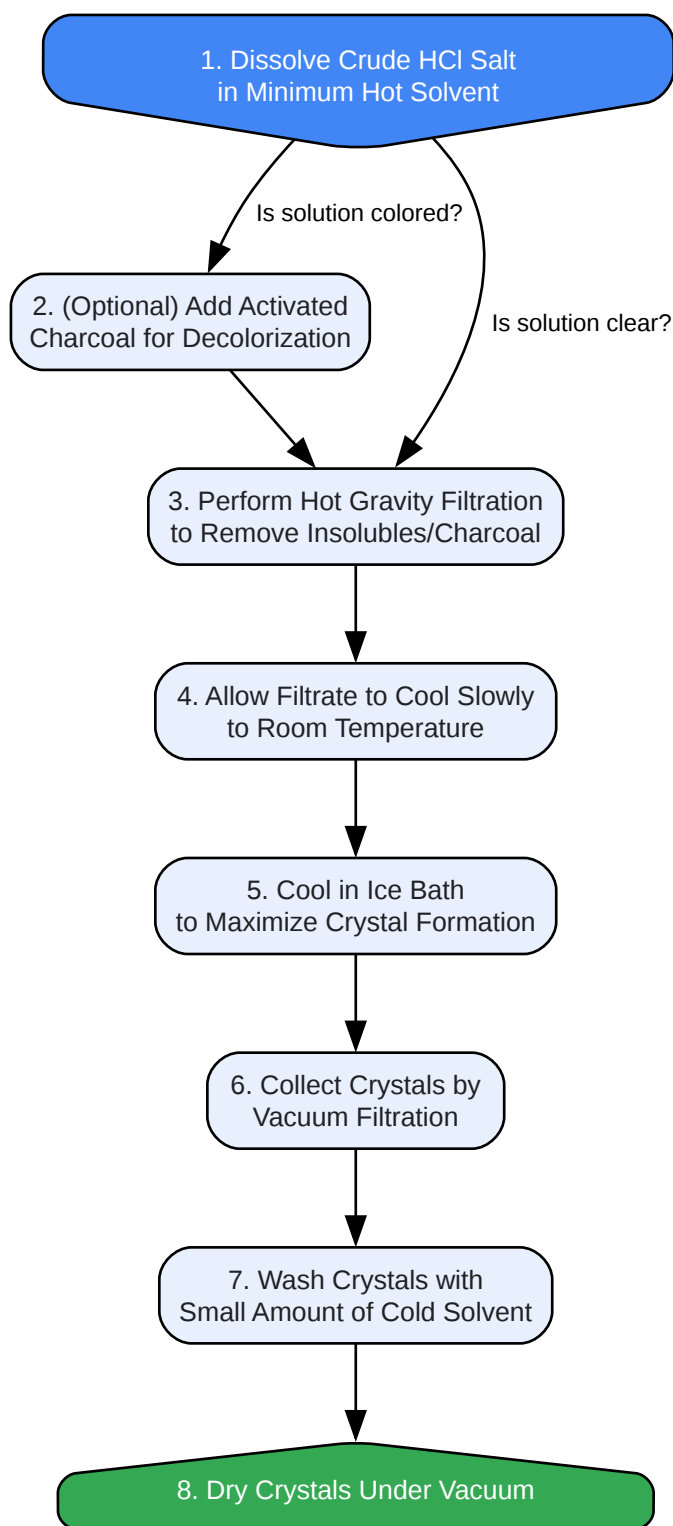 1. Dissolve Crude HCl Salt
in Minimum Hot Solvent
Is solution colored?
2. (Optional) Add Activated
Charcoal for Decolorization
Is solution clear?
3. Perform Hot Gravity Filtration
to Remove Insolubles/Charcoal
4. Allow Filtrate to Cool Slowly
to Room Temperature
5. Cool in Ice Bath
to Maximize Crystal Formation
6. Collect Crystals by
Vacuum Filtration
7. Wash Crystals with
Small Amount of Cold Solvent
8. Dry Crystals Under Vacuum